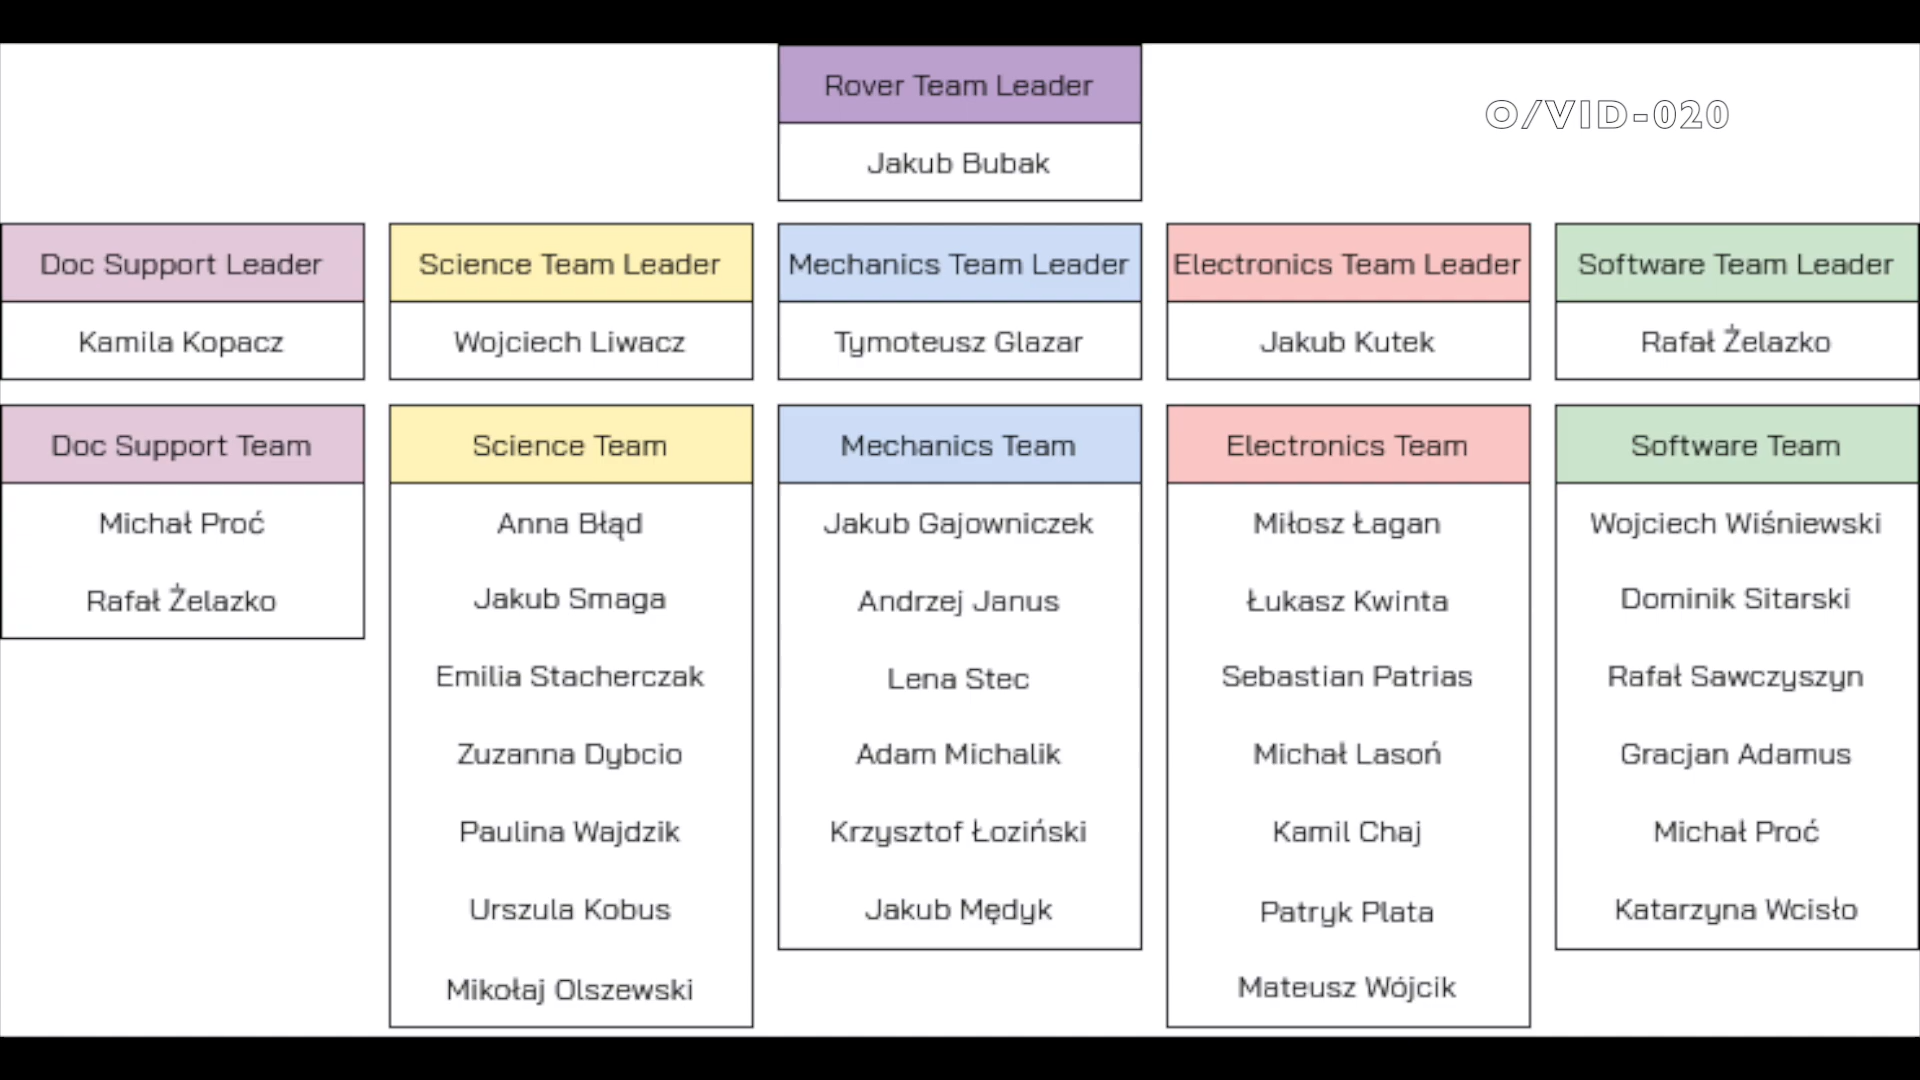 Rover Team Leader
O/VID-020
Jakub Bubak
Doc Support Leader
Kamila Kopacz
Science Team Leader
Wojciech Liwacz
Mechanics Team Leader
Tymoteusz Glazar
Electronics Team Leader
Jakub Kutek
Software Team Leader
Rafał Żelazko
Doc Support Team
Michał Proć
Rafał Żelazko
Science Team
Anna Błąd
Jakub Smaga
Emilia Stacherczak
Zuzanna Dybcio
Paulina Wajdzik
Urszula Kobus
Mikołaj Olszewski
Mechanics Team
Jakub Gajowniczek
Andrzej Janus
Lena Stec
Adam Michalik
Krzysztof Łoziński
Jakub Mędyk
Electronics Team
Miłosz Łagan
Łukasz Kwinta
Sebastian Patrias
Michał Lasoń
Kamil Chaj
Patryk Plata
Mateusz Wójcik
Software Team
Wojciech Wiśniewski
Dominik Sitarski
Rafał Sawczyszyn
Gracjan Adamus
Michał Proć
Katarzyna Wcisło